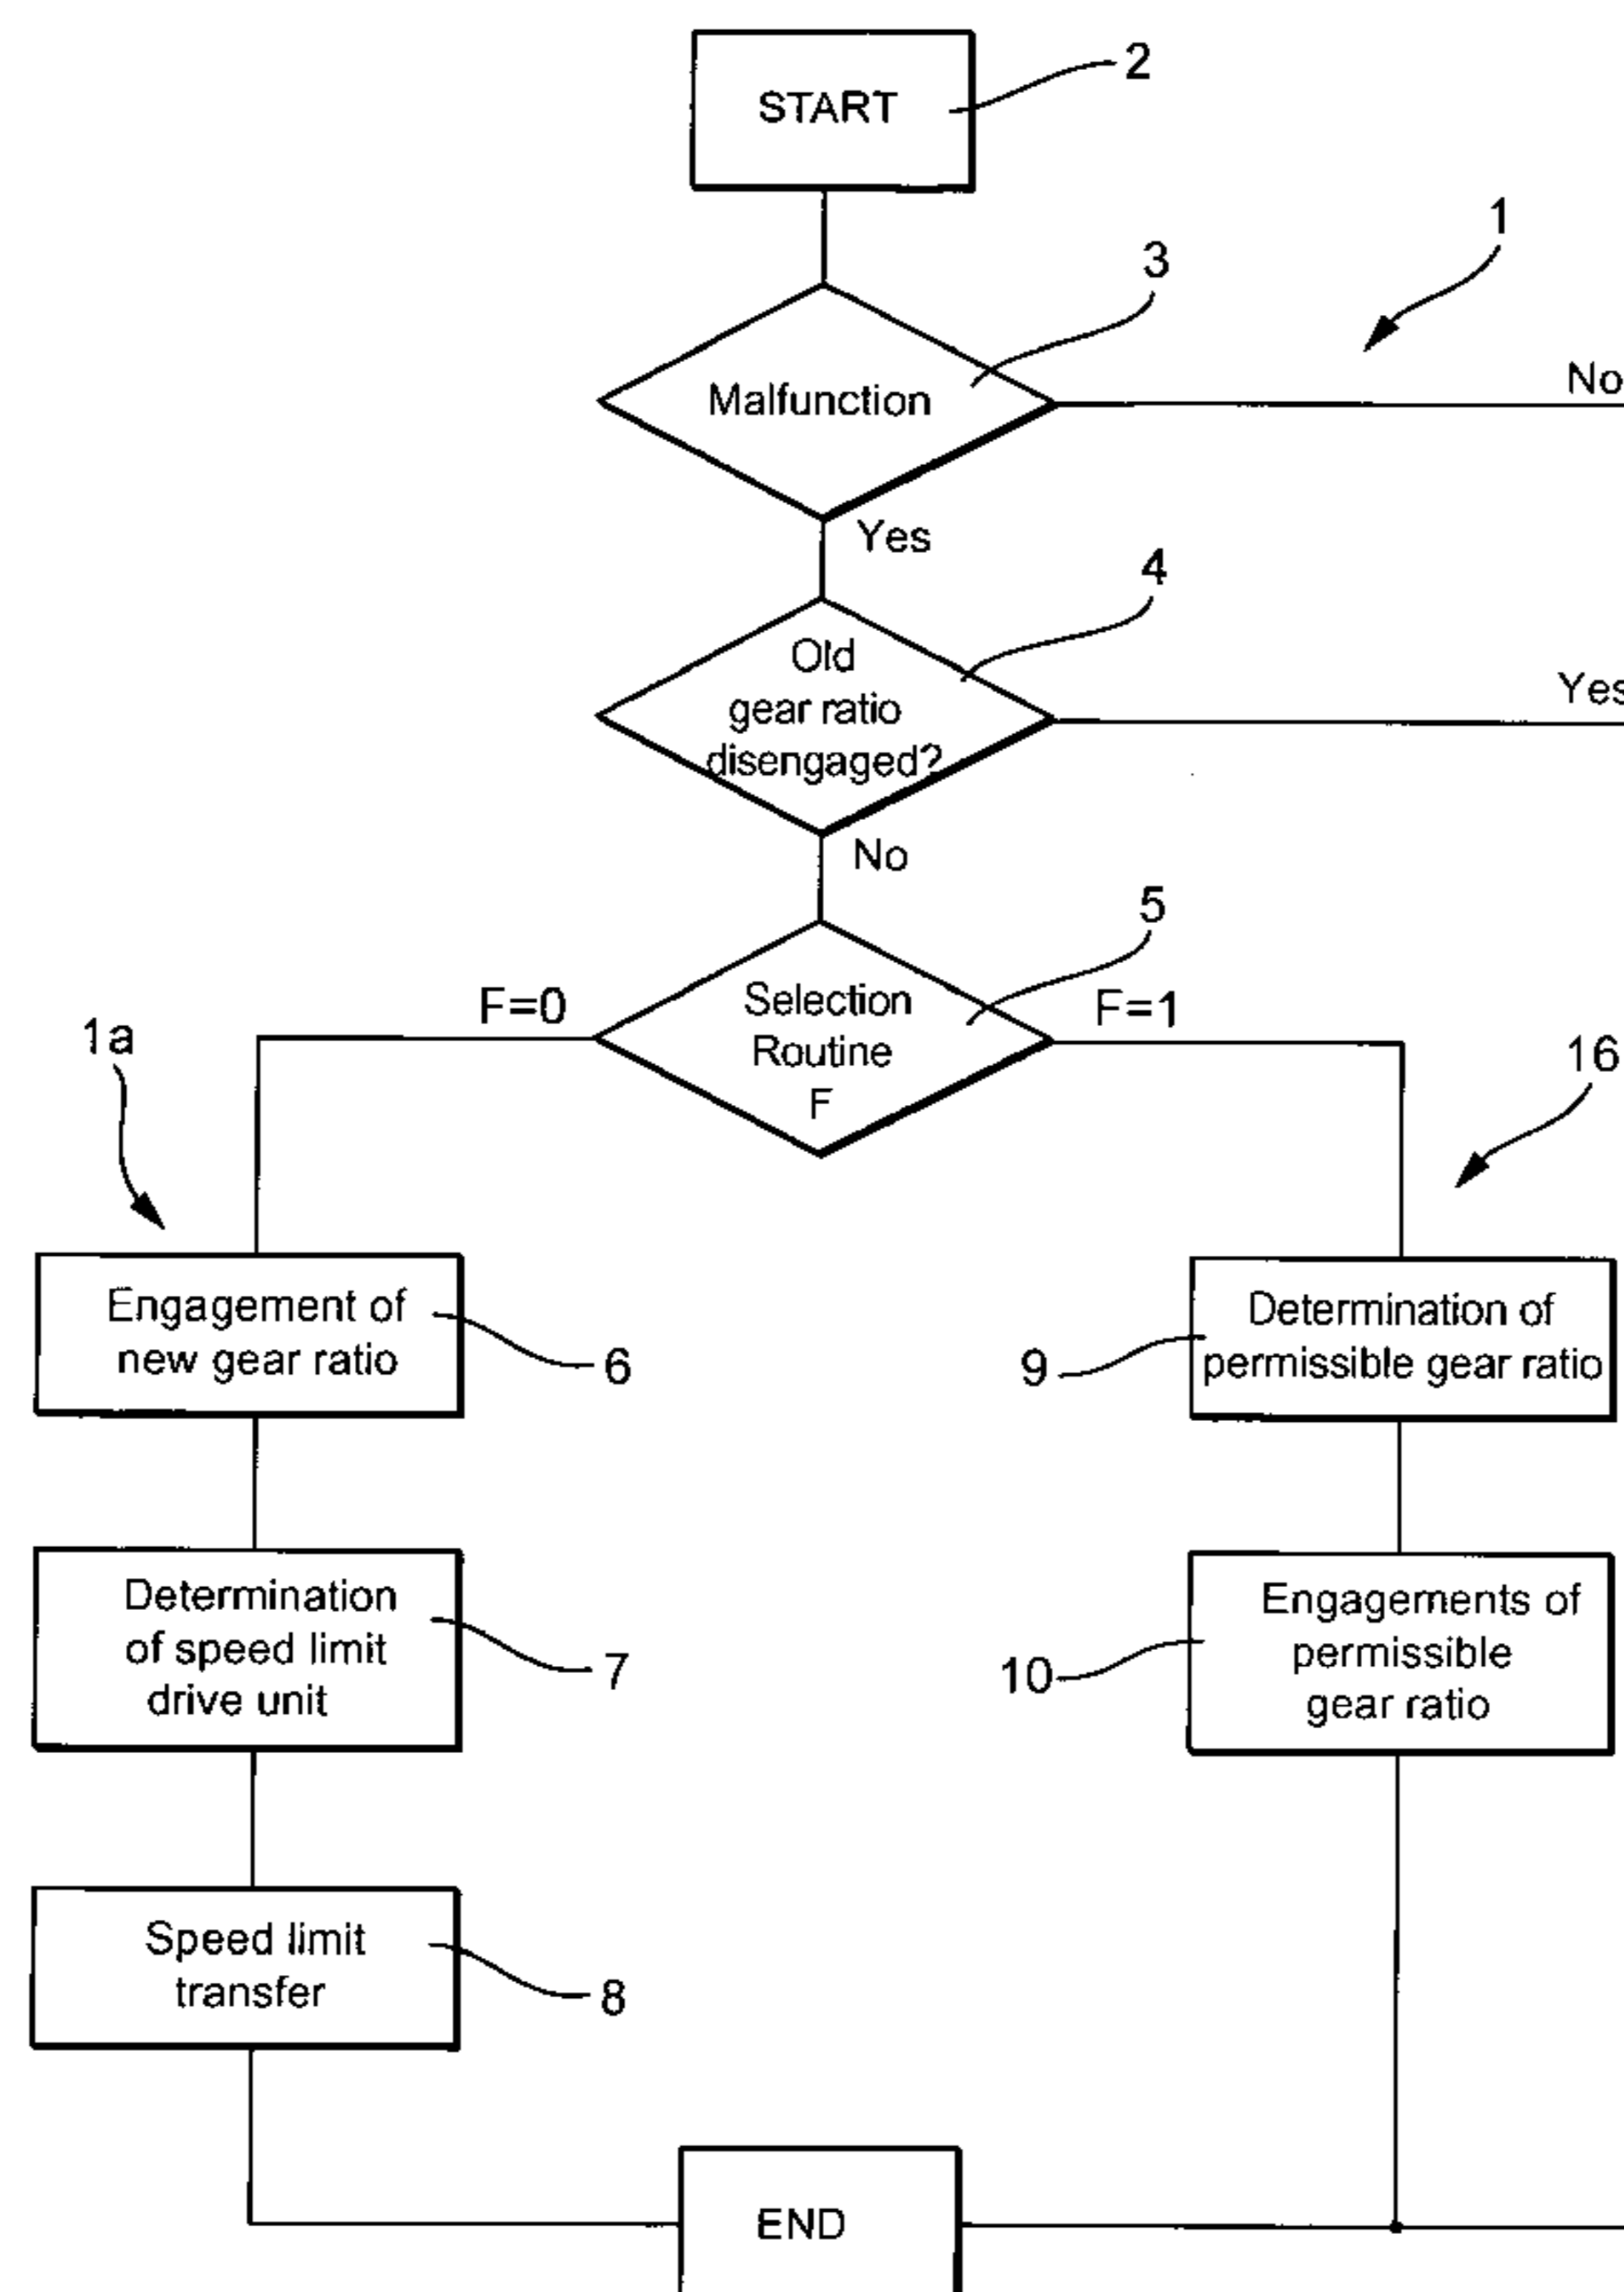 START
2
1
3
Malfunction
No
Yes
4
Old
gear ratio
disengaged?
Yes
No
5
F=0
Selection
Routine
F
F=1
1a
16
Engagement of
new gear ratio
6
Determination of
permissible gear ratio
9
Determination
of speed limit
drive unit
7
Engagements of
permissible
gear ratio
10
Speed limit
transfer
8
END